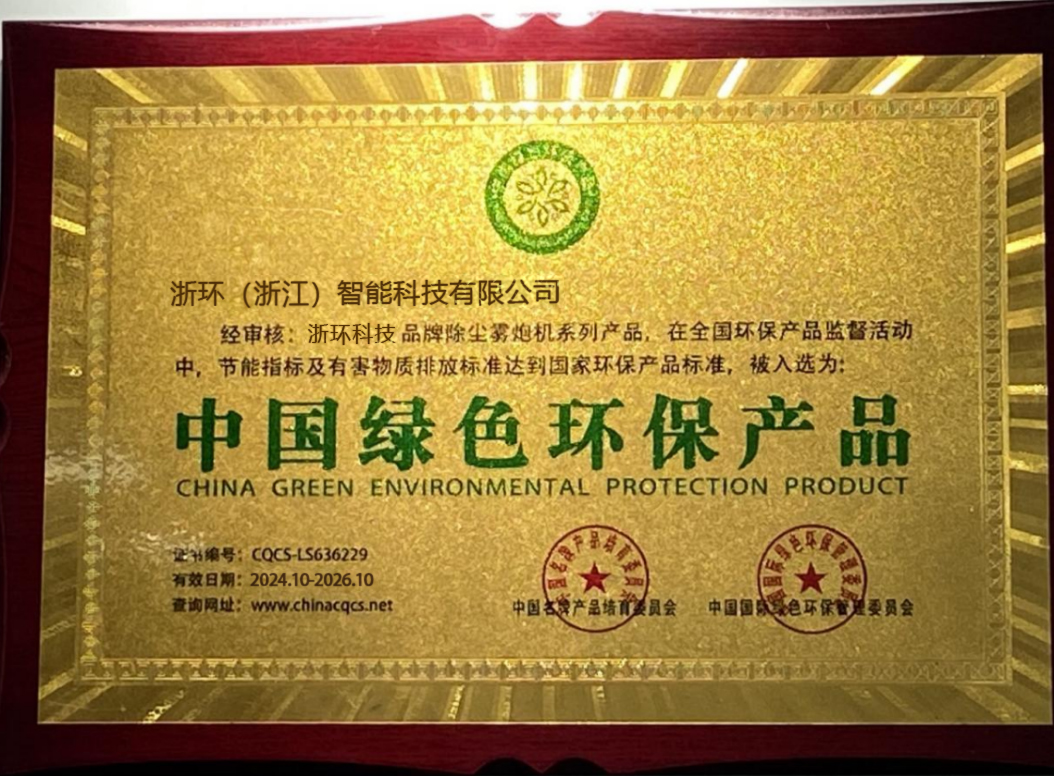 浙环（浙江）智能科技有限公司
经审核：浙环科技品牌除尘雾炮机系列产品，在全国环保产品监督活动
中，节能指标及有害物质排放标准达到国家环保产品标准，被入选为：
中国绿色环保产品
CHINA GREEN ENVIRONMENTAL PROTECTION PRODUCT
证书编号：CQCS-LS636229
有效日期：2024.10-2026.10
查询网址：www.chinacqcs.net
中国名牌产品培育委员会
中国国际绿色环保管理委员会